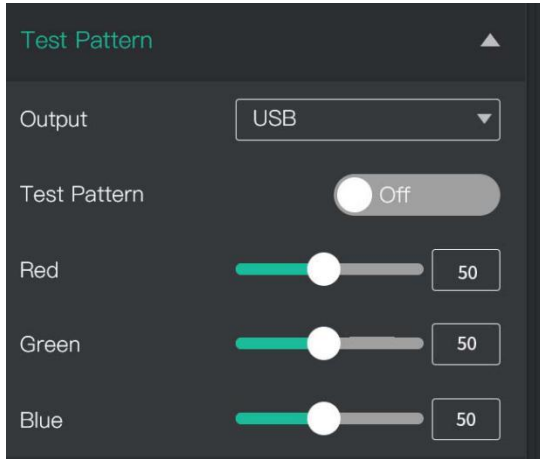 Test Pattern
Output USB
Test Pattern Off
Red 50
Green 50
Blue 50